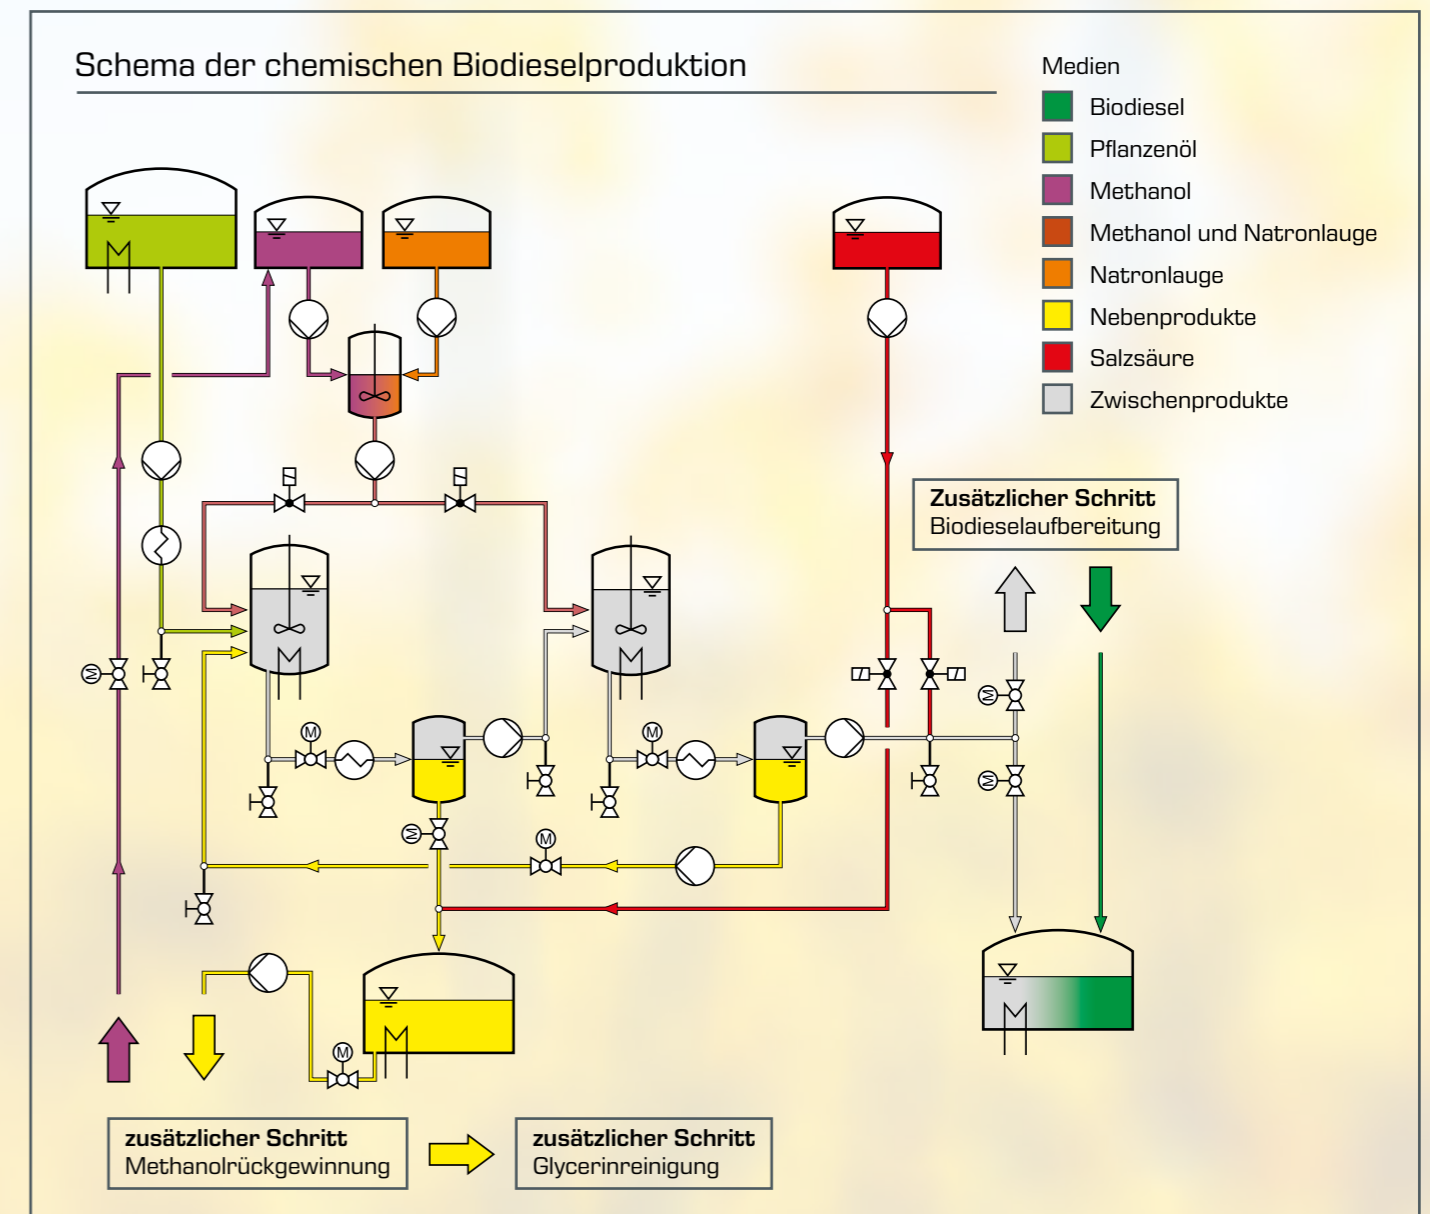 Schema der chemischen Biodieselproduktion
Medien
Biodiesel
Pflanzenöl
Methanol
Methanol und Natronlauge
Natronlauge
Nebenprodukte
Salzsäure
Zwischenprodukte
Zusätzlicher Schritt
Biodieselaufbereitung
M
M
M
M
M
M
M
M
zusätzlicher Schritt
Methanolrückgewinnung
zusätzlicher Schritt
Glycerinreinigung